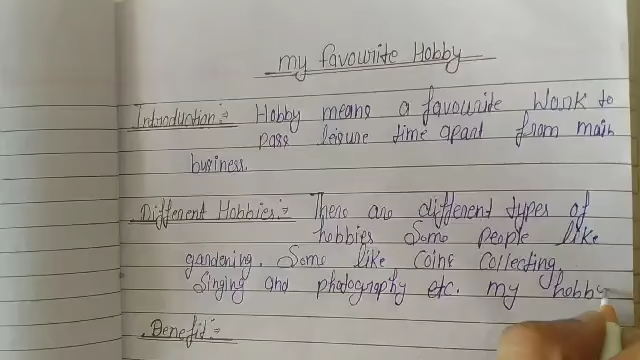 my favourite Hobby
Introduction:-
Hobby means a favourite Work to
pass leisure time apart from main
business.
Different Hobbies:-
There are different types of
hobbies Some people like
gardening. Some like Coins Collecting
Singing and photography etc. my hobby
Benefit:-